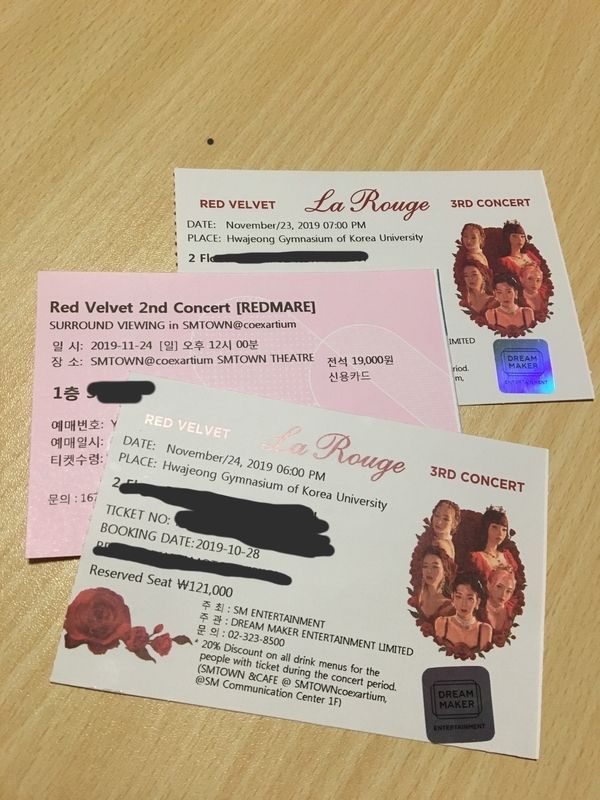 RED VELVET La Rouge 3RD CONCERT
DATE: November/23, 2019 07:00 PM
PLACE: Hwajeong Gymnasium of Korea University
2
IMITED
period.
m,
DREAM
MAKER
ENTERTAINMENT
Red Velvet 2nd Concert [REDMARE]
SURROUND VIEWING in SMTOWN@coexartium
일 시: 2019-11-24 [일] 오후 12시 00분
장 소: SMTOWN@coexartium SMTOWN THEATRE
전석 19,000원
신용카드
1층
예매번호: Y
예매일시:
티켓수령:
문의 : 167
RED VELVET La Rouge 3RD CONCERT
DATE: November/24, 2019 06:00 PM
PLACE: Hwajeong Gymnasium of Korea University
2
TICKET NO:
BOOKING DATE:2019-10-28
Reserved Seat ₩121,000
주 최 : SM ENTERTAINMENT
주 관 : DREAM MAKER ENTERTAINMENT LIMITED
문 의 : 02-323-8500
* 20% Discount on all drink menus for the
people with ticket during the concert period.
(SMTOWN &CAFE @ SMTOWNcoexartium,
@SM Communication Center 1F)
DREAM
MAKER
ENTERTAINMENT